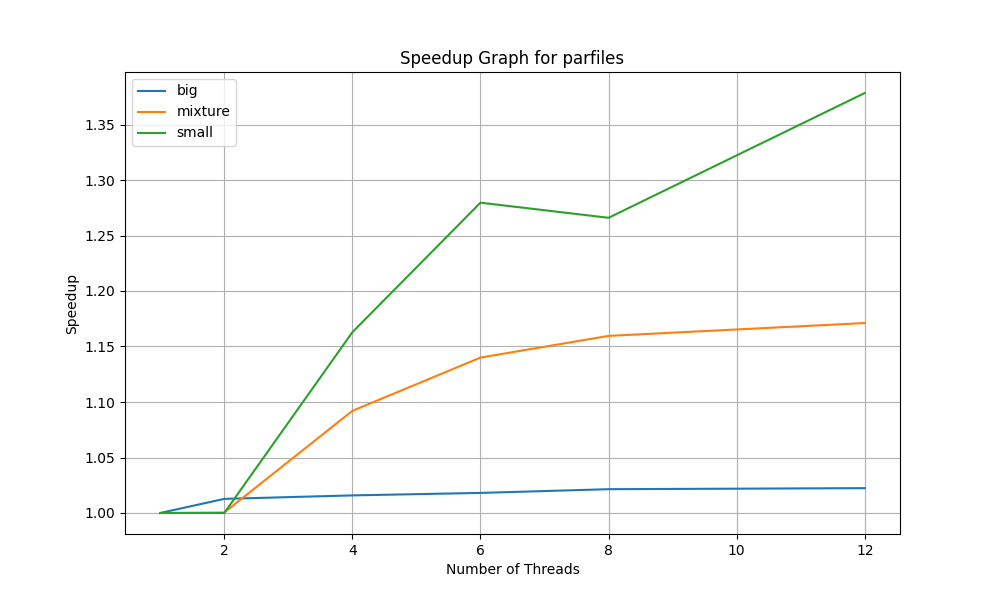 Speedup Graph for parfiles
big
mixture
small
1.35
1.30
1.25
1.20
1.15
1.10
1.05
1.00
Speedup
2 4 6 8 10 12
Number of Threads